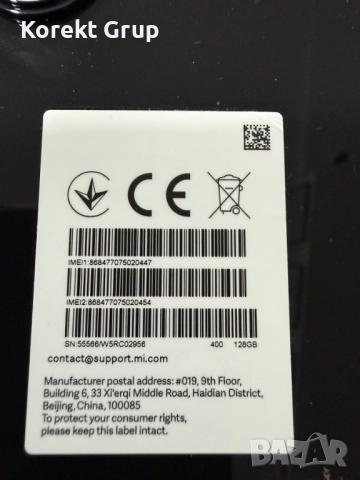 Korekt Grup
CE
IMEI1:868477075020447
IMEI2:868477075020454
SN:55566/W5RC02956 400 128GB
contact@support.mi.com
Manufacturer postal address: #019, 9th Floor,
Building 6, 33 Xi'erqi Middle Road, Haidian District,
Beijing, China, 100085
To protect your consumer rights,
please keep this label intact.
BAZAR